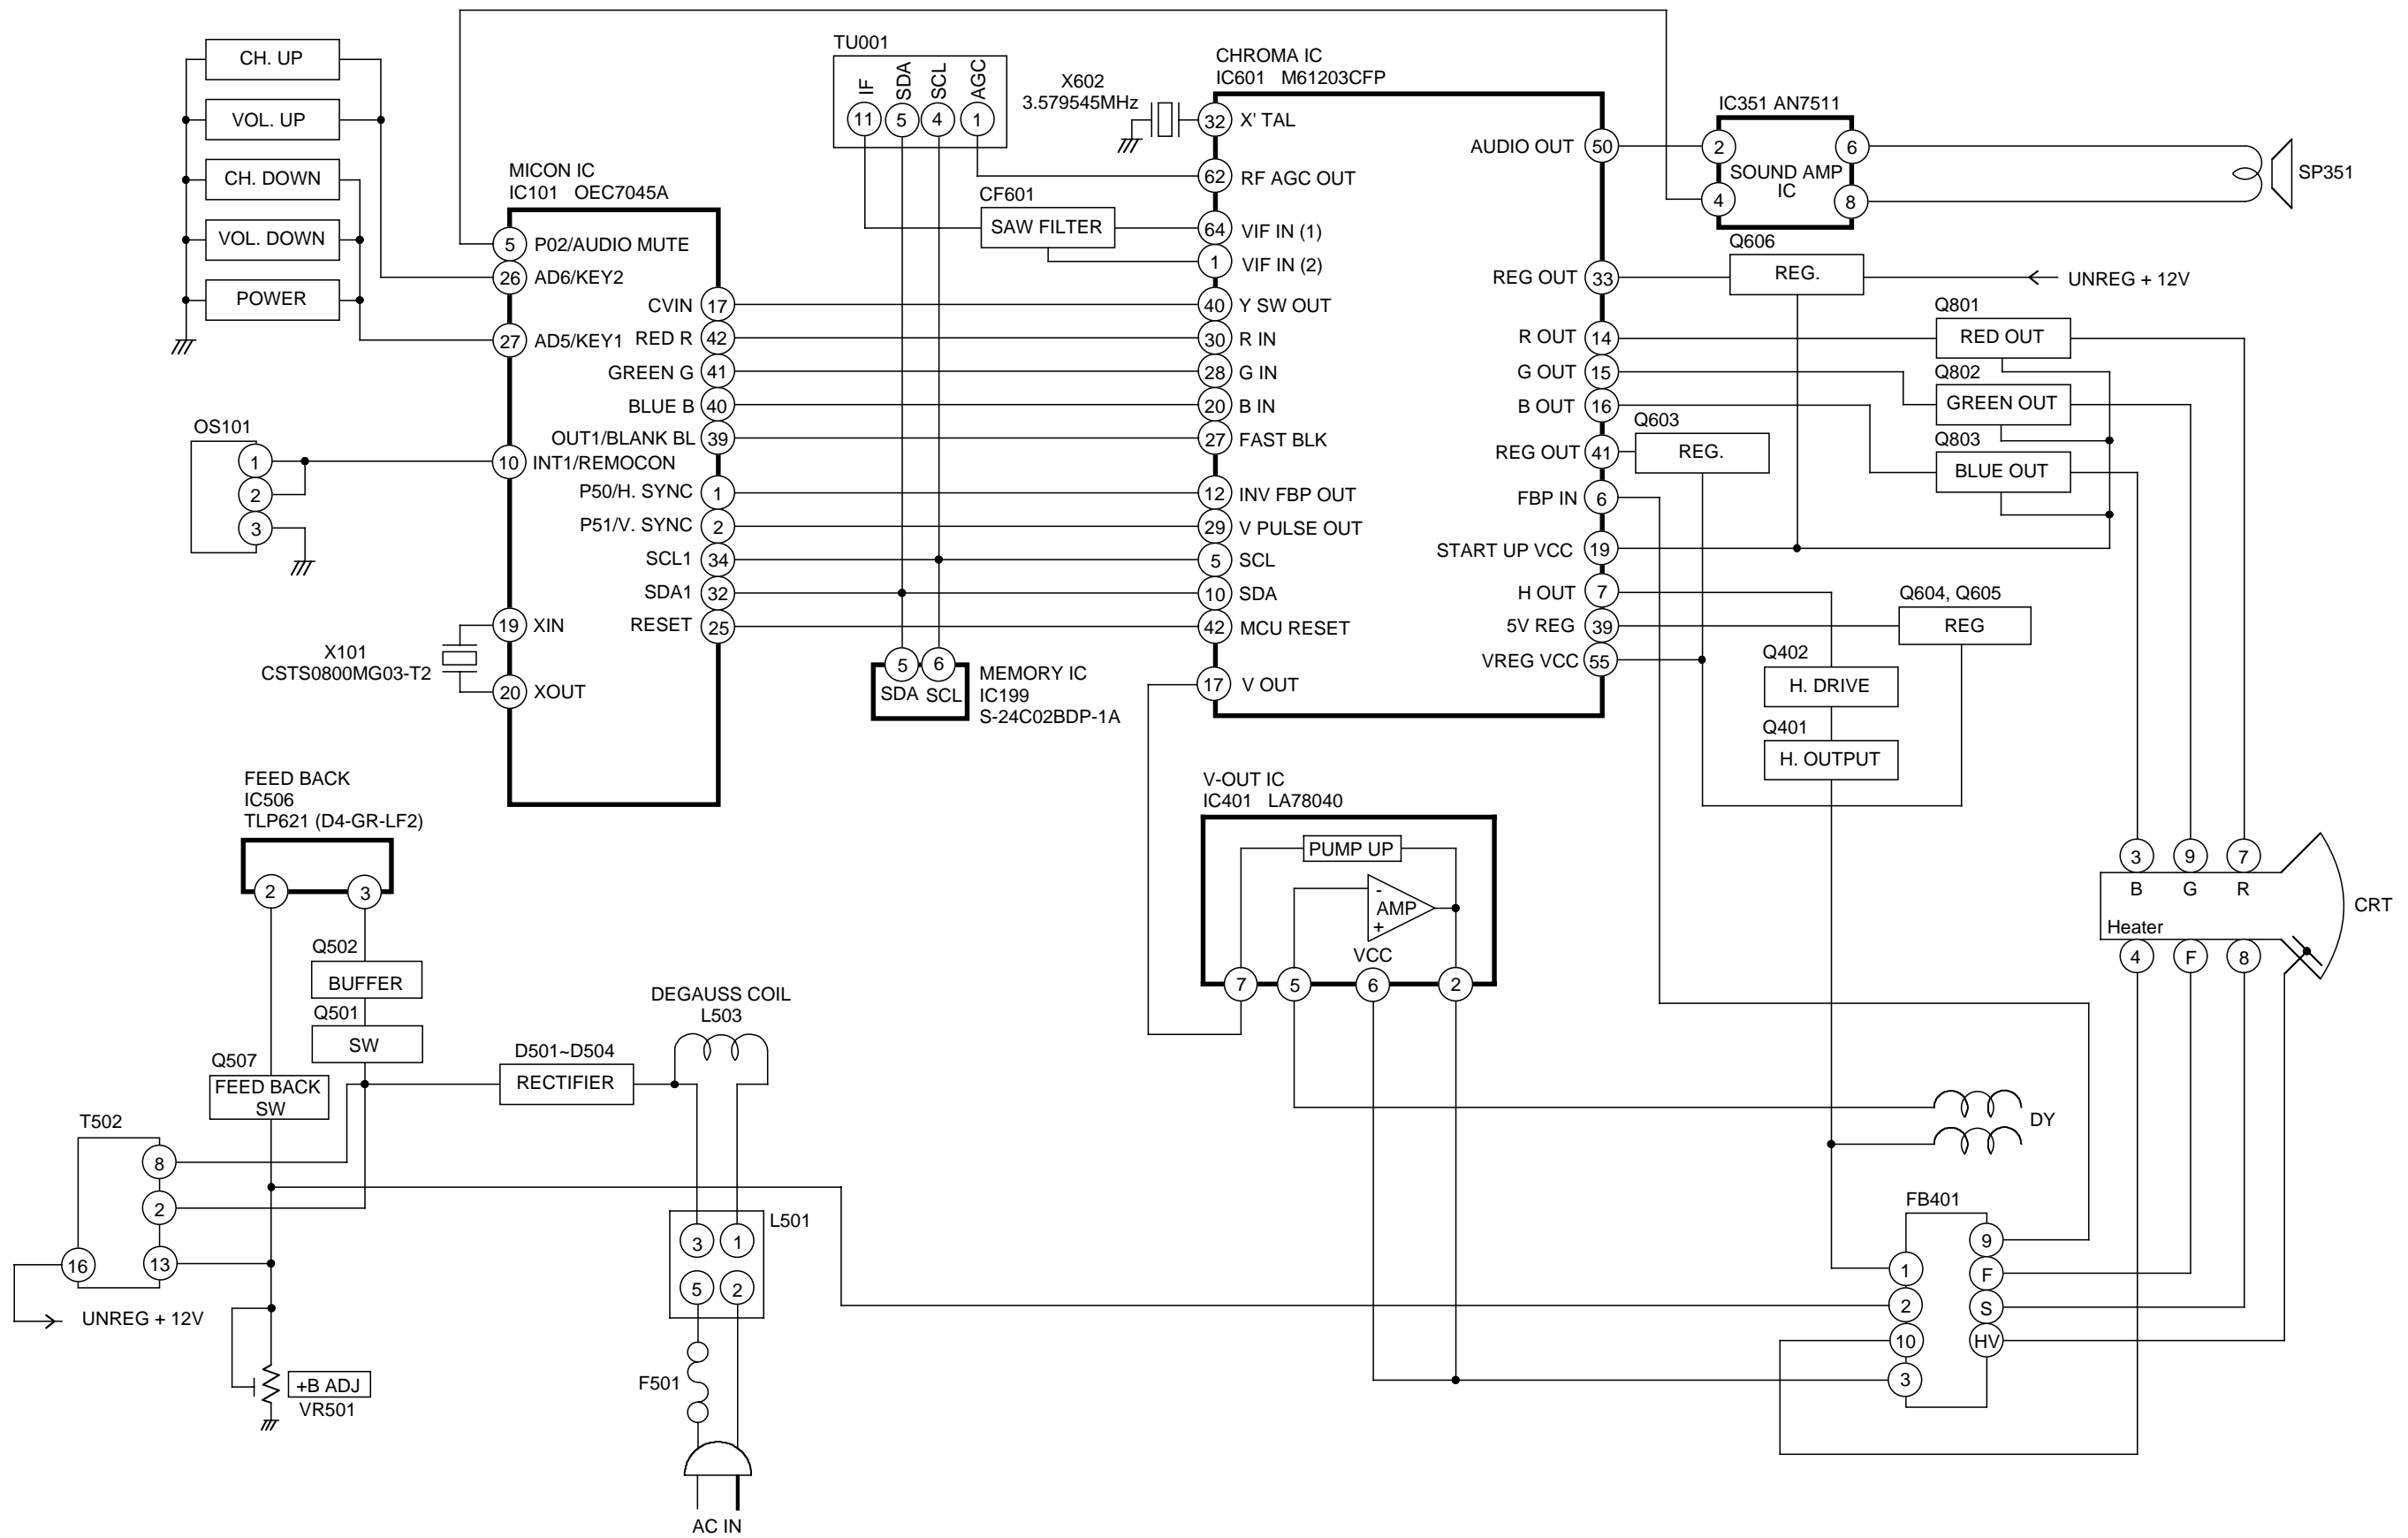 CH. UP
VOL. UP
CH. DOWN
VOL. DOWN
POWER
OS101
1
2
3
X101
CSTS0800MG03-T2
MICON IC
IC101 OEC7045A
5 P02/AUDIO MUTE
26 AD6/KEY2
27 AD5/KEY1
10 INT1/REMOCON
19 XIN
20 XOUT
CVIN 17
RED R 42
GREEN G 41
BLUE B 40
OUT1/BLANK BL 39
P50/H. SYNC 1
P51/V. SYNC 2
SCL1 34
SDA1 32
RESET 25
TU001
IF SDA SCL AGC
11 5 4 1
X602
3.579545MHz
CF601
SAW FILTER
5 6
SDA SCL
MEMORY IC
IC199
S-24C02BDP-1A
CHROMA IC
IC601 M61203CFP
32 X' TAL
62 RF AGC OUT
64 VIF IN (1)
1 VIF IN (2)
40 Y SW OUT
30 R IN
28 G IN
20 B IN
27 FAST BLK
12 INV FBP OUT
29 V PULSE OUT
5 SCL
10 SDA
42 MCU RESET
17 V OUT
AUDIO OUT 50
REG OUT 33
R OUT 14
G OUT 15
B OUT 16
REG OUT 41
FBP IN 6
START UP VCC 19
H OUT 7
5V REG 39
VREG VCC 55
IC351 AN7511
2 6
SOUND AMP
IC
4 8
SP351
Q606
REG.
UNREG + 12V
Q801
RED OUT
Q802
GREEN OUT
Q803
BLUE OUT
Q603
REG.
Q604, Q605
REG
Q402
H. DRIVE
Q401
H. OUTPUT
3 9 7
B G R
CRT
Heater
4 F 8
V-OUT IC
IC401 LA78040
PUMP UP
-
AMP
+
VCC
7 5 6 2
DY
FB401
9
1
F
2
S
10
HV
3
FEED BACK
IC506
TLP621 (D4-GR-LF2)
2 3
Q502
BUFFER
Q501
SW
Q507
FEED BACK
SW
D501~D504
RECTIFIER
DEGAUSS COIL
L503
T502
8
2
16 13
UNREG + 12V
+B ADJ
VR501
L501
3 1
5 2
F501
AC IN